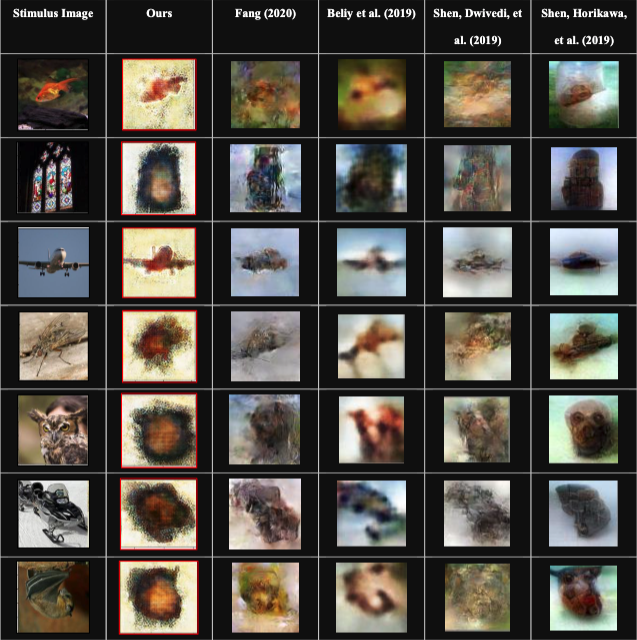 Stimulus Image
Ours
Fang (2020)
Beliy et al. (2019)
Shen, Dwivedi, et
al. (2019)
Shen, Horikawa,
et al. (2019)